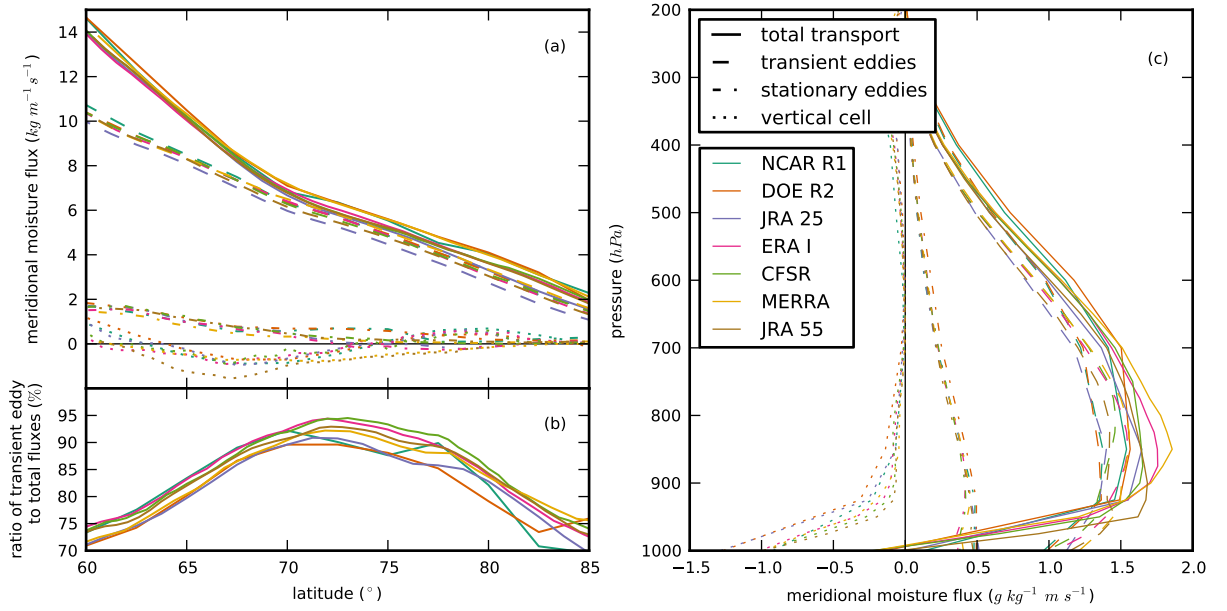 meridional moisture flux (kg m⁻¹ s⁻¹)
14
12
10
8
6
4
2
0
(a)
ratio of transient eddy
to total fluxes (%)
95
90
85
80
75
70
(b)
60 65 70 75 80 85
latitude (°)
pressure (hPa)
200
300
400
500
600
700
800
900
1000
total transport
transient eddies
stationary eddies
vertical cell
(c)
NCAR R1
DOE R2
JRA 25
ERA I
CFSR
MERRA
JRA 55
−1.5 −1.0 −0.5 0.0 0.5 1.0 1.5 2.0
meridional moisture flux (g kg⁻¹ m s⁻¹)